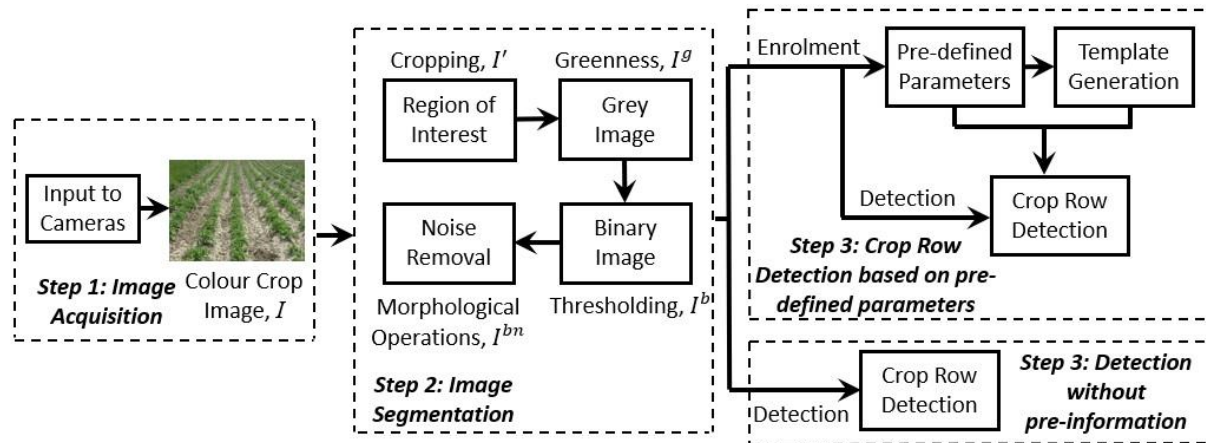 Input to
Cameras
Colour Crop
Image, I
Step 1: Image
Acquisition
Cropping, I′
Region of
Interest
Greenness, I^g
Grey
Image
Noise
Removal
Morphological
Operations, I^{bn}
Binary
Image
Thresholding, I^b
Step 2: Image
Segmentation
Enrolment
Pre-defined
Parameters
Template
Generation
Detection
Crop Row
Detection
Step 3: Crop Row
Detection based on pre-
defined parameters
Detection
Crop Row
Detection
Step 3: Detection
without
pre-information